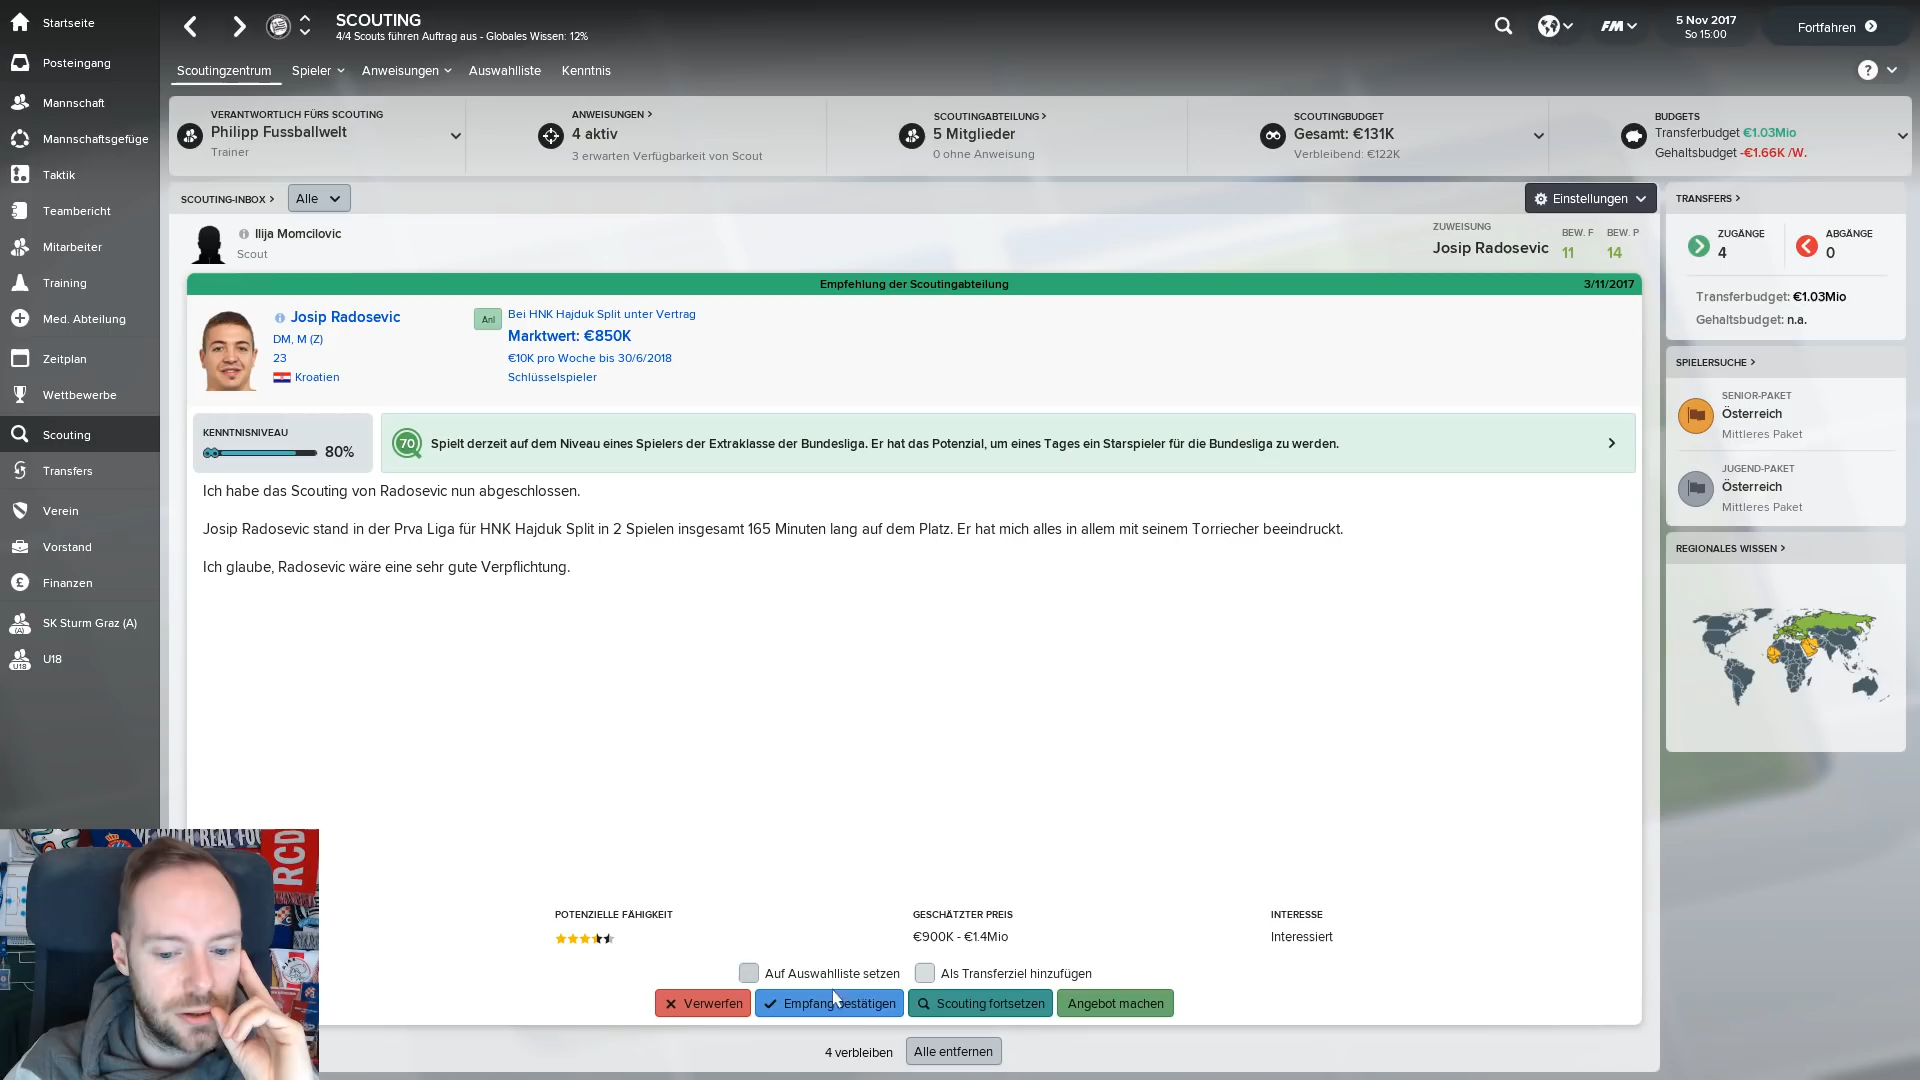 Startseite
Posteingang
Mannschaft
Mannschaftsgefüge
Taktik
Teambericht
Mitarbeiter
Training
Med. Abteilung
Zeitplan
Wettbewerbe
Scouting
Transfers
Verein
Vorstand
Finanzen
SK Sturm Graz (A)
U18
SCOUTING
4/4 Scouts führen Auftrag aus - Globales Wissen: 12%
FM
5 Nov 2017
So 15:00
Fortfahren
Scoutingzentrum Spieler Anweisungen Auswahlliste Kenntnis
?
VERANTWORTLICH FÜRS SCOUTING
Philipp Fussballwelt
Trainer
ANWEISUNGEN >
4 aktiv
3 erwarten Verfügbarkeit von Scout
SCOUTINGABTEILUNG >
5 Mitglieder
0 ohne Anweisung
SCOUTINGBUDGET
Gesamt: €131K
Verbleibend: €122K
BUDGETS
Transferbudget €1.03Mio
Gehaltsbudget -€1.66K /W.
SCOUTING-INBOX >
Alle
Einstellungen
Ilija Momcilovic
Scout
ZUWEISUNG
Josip Radosevic
BEW. F
11
BEW. P
14
Empfehlung der Scoutingabteilung
3/11/2017
Josip Radosevic
DM, M (Z)
23
Kroatien
Anl
Bei HNK Hajduk Split unter Vertrag
Marktwert: €850K
€10K pro Woche bis 30/6/2018
Schlüsselspieler
KENNTNISNIVEAU
80%
70
Spielt derzeit auf dem Niveau eines Spielers der Extraklasse der Bundesliga. Er hat das Potenzial, um eines Tages ein Starspieler für die Bundesliga zu werden.
Ich habe das Scouting von Radosevic nun abgeschlossen.
Josip Radosevic stand in der Prva Liga für HNK Hajduk Split in 2 Spielen insgesamt 165 Minuten lang auf dem Platz. Er hat mich alles in allem mit seinem Torriecher beeindruckt.
Ich glaube, Radosevic wäre eine sehr gute Verpflichtung.
POTENZIELLE FÄHIGKEIT
GESCHÄTZTER PREIS
€900K - €1.4Mio
INTERESSE
Interessiert
Auf Auswahlliste setzen
Als Transferziel hinzufügen
Verwerfen
Empfang bestätigen
Scouting fortsetzen
Angebot machen
4 verbleiben
Alle entfernen
TRANSFERS >
ZUGÄNGE
4
ABGÄNGE
0
Transferbudget: €1.03Mio
Gehaltsbudget: n.a.
SPIELERSUCHE >
SENIOR-PAKET
Österreich
Mittleres Paket
JUGEND-PAKET
Österreich
Mittleres Paket
REGIONALES WISSEN >
WITH REAL
RCD